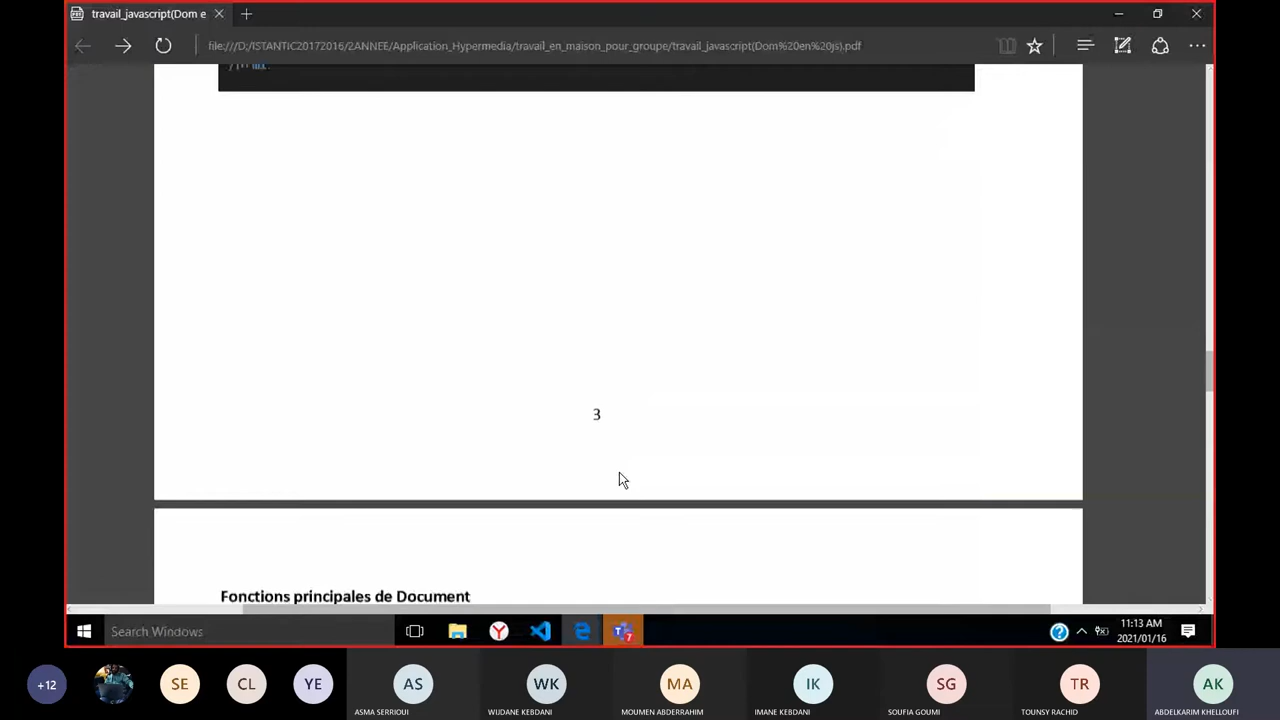 travail_javascript(Dom e
file:///D:/ISTANTIC20172016/2ANNEE/Application_Hypermedia/travail_en_maison_pour_groupe/travail_javascript(Dom%20en%20js).pdf
3
Fonctions principales de Document
Search Windows
7
11:13 AM
2021/01/16
+12
SE
CL
YE
AS
WK
MA
IK
SG
TR
AK
ASMA SERRIOUI
WIJDANE KEBDANI
MOUMEN ABDERRAHIM
IMANE KEBDANI
SOUFIA GOUMI
TOUNSY RACHID
ABDELKARIM KHELLOUFI